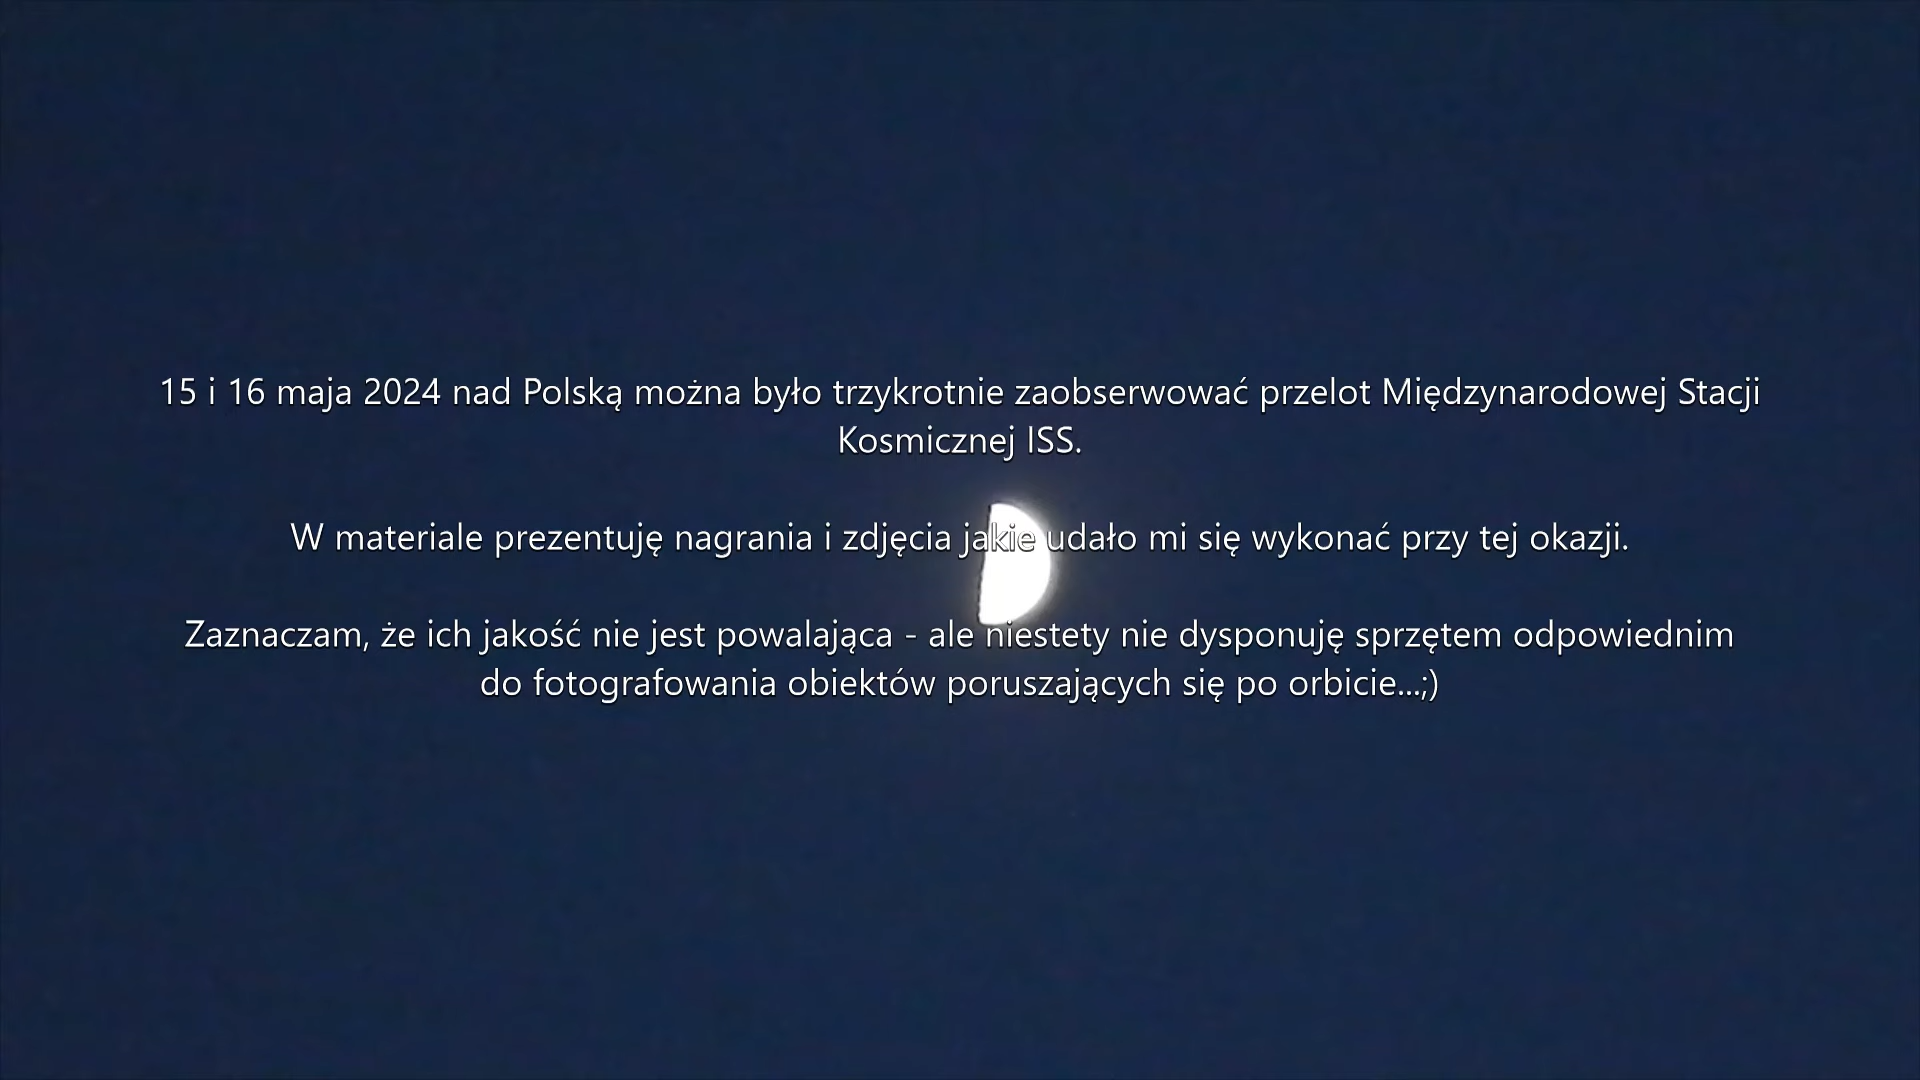 15 i 16 maja 2024 nad Polską można było trzykrotnie zaobserwować przelot Międzynarodowej Stacji
Kosmicznej ISS.
W materiale prezentuję nagrania i zdjęcia jakie udało mi się wykonać przy tej okazji.
Zaznaczam, że ich jakość nie jest powalająca - ale niestety nie dysponuję sprzętem odpowiednim
do fotografowania obiektów poruszających się po orbicie...;)